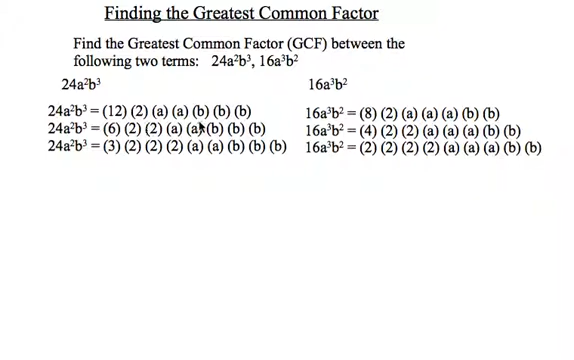 Finding the Greatest Common Factor
Find the Greatest Common Factor (GCF) between the
following two terms: 24a²b³, 16a³b²
24a²b³ 16a³b²
24a²b³ = (12) (2) (a) (a) (b) (b) (b) 16a³b² = (8) (2) (a) (a) (a) (b) (b)
24a²b³ = (6) (2) (2) (a) (a) (b) (b) (b) 16a³b² = (4) (2) (2) (a) (a) (a) (b) (b)
24a²b³ = (3) (2) (2) (2) (a) (a) (b) (b) (b) 16a³b² = (2) (2) (2) (2) (a) (a) (a) (b) (b)